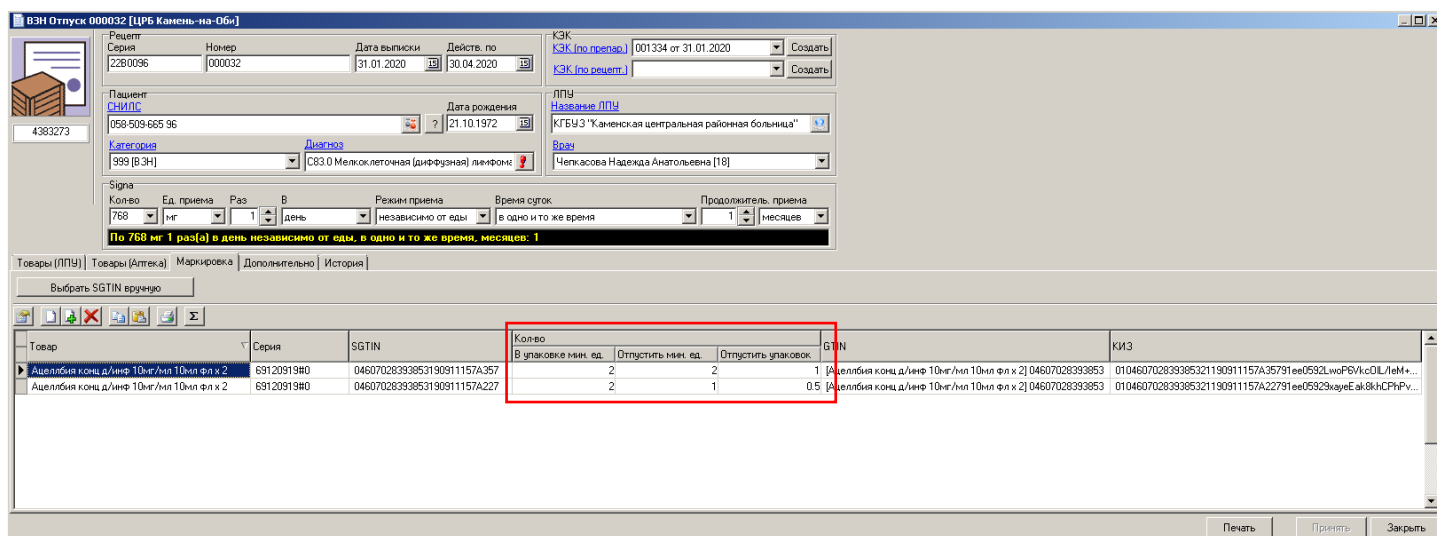 ВЗН Отпуск 000032 [ЦРБ Камень-на-Оби]
Рецепт
Серия Номер Дата выписки Действ. по
22В0096 000032 31.01.2020 15 30.04.2020 15
КЭК
КЭК (по препар.) 001334 от 31.01.2020 Создать
КЭК (по рецепт.) Создать
4383273
Пациент
СНИЛС Дата рождения
058-509-665 96 ? 21.10.1972 15
Категория Диагноз
999 [ВЗН] C83.0 Мелкоклеточная (диффузная) лимфома
ЛПУ
Название ЛПУ
КГБУЗ "Каменская центральная районная больница"
Врач
Чепкасова Надежда Анатольевна [18]
Signa
Кол-во Ед. приема Раз В Режим приема Время суток Продолжитель. приема
768 мг 1 день независимо от еды в одно и то же время 1 месяцев
По 768 мг 1 раз(а) в день независимо от еды, в одно и то же время, месяцев: 1
Товары (ЛПУ) Товары (Аптека) Маркировка Дополнительно История
Выбрать SGTIN вручную
Σ
Товар Серия SGTIN Кол-во GTIN КИЗ
В упаковке мин. ед. Отпустить мин. ед. Отпустить упаковок
Ацеллбия конц д/инф 10мг/мл 10мл фл x 2 69120919#0 04607028393853190911157A357 2 2 1 [Ацеллбия конц д/инф 10мг/мл 10мл фл x 2] 04607028393853 010460702839385321190911157A35791ee0592LwoP6VkcOIL/IeM+...
Ацеллбия конц д/инф 10мг/мл 10мл фл x 2 69120919#0 04607028393853190911157A227 2 1 0.5 [Ацеллбия конц д/инф 10мг/мл 10мл фл x 2] 04607028393853 010460702839385321190911157A22791ee05929xayeEak8khCPhPv...
Печать Принять Закрыть